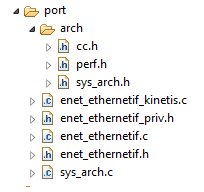 port
arch
cc.h
perf.h
sys_arch.h
enet_ethernetif_kinetis.c
enet_ethernetif_priv.h
enet_ethernetif.c
enet_ethernetif.h
sys_arch.c